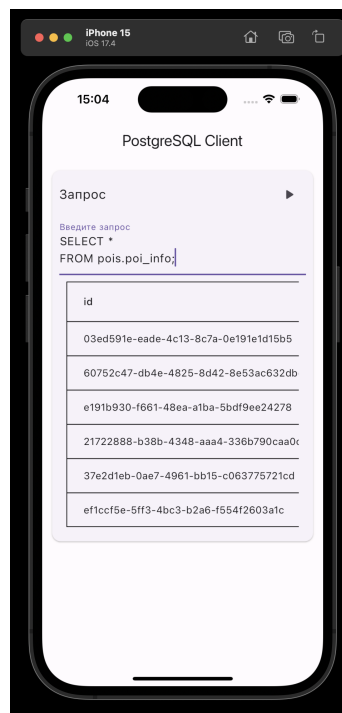 iPhone 15
iOS 17.4
15:04
PostgreSQL Client
Запрос
Введите запрос
SELECT *
FROM pois.poi_info;
id
03ed591e-eade-4c13-8c7a-0e191e1d15b5
60752c47-db4e-4825-8d42-8e53ac632db
e191b930-f661-48ea-a1ba-5bdf9ee24278
21722888-b38b-4348-aaa4-336b790caa0c
37e2d1eb-0ae7-4961-bb15-c063775721cd
ef1ccf5e-5ff3-4bc3-b2a6-f554f2603a1c